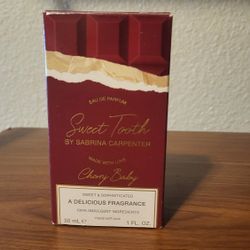 EAU DE PARFUM
Sweet Tooth
BY SABRINA CARPENTER
MADE WITH LOVE
Cherry Baby
SWEET & SOPHISTICATED
A DELICIOUS FRAGRANCE
30 ml e
1 FL. OZ.